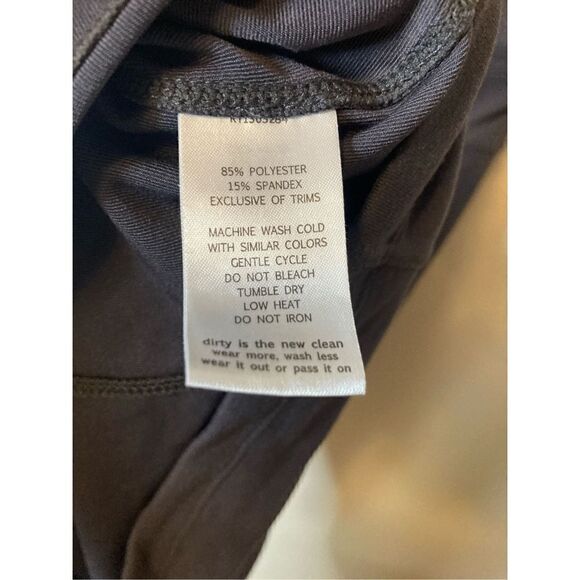 85% POLYESTER
15% SPANDEX
EXCLUSIVE OF TRIMS
MACHINE WASH COLD
WITH SIMILAR COLORS
GENTLE CYCLE
DO NOT BLEACH
TUMBLE DRY
LOW HEAT
DO NOT IRON
dirty is the new clean
wear more, wash less
wear it out or pass it on